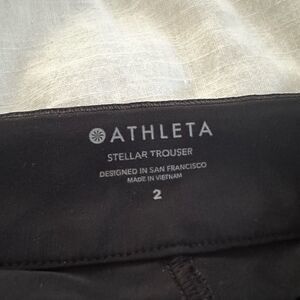 ATHLETA
STELLAR TROUSER
DESIGNED IN SAN FRANCISCO
MADE IN VIETNAM
2